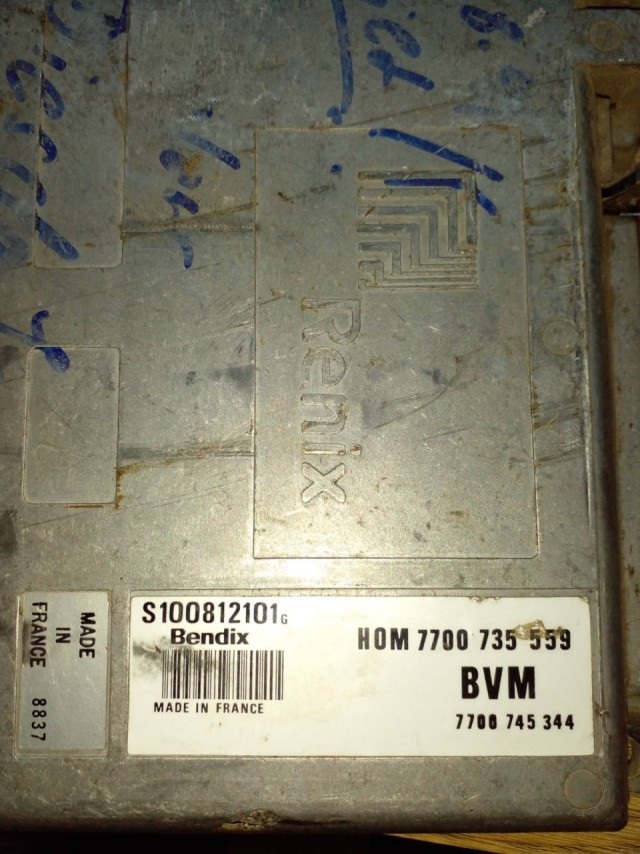 Renix
MADE
IN
FRANCE 8837
S100812101G
Bendix
MADE IN FRANCE
HOM 7700 735 559
BVM
7700 745 344